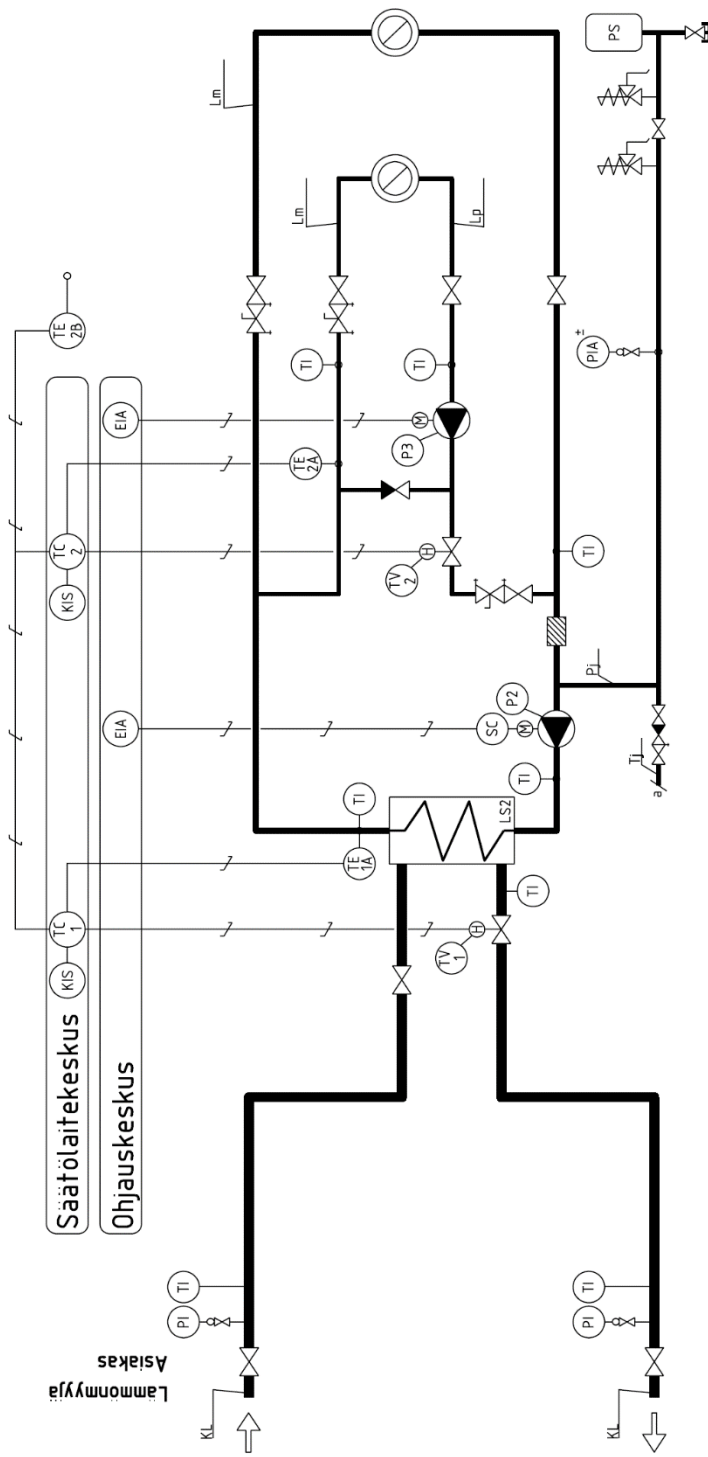 Lämmönmyyjä
Asiakas
Säätölaitekeskus
KIS
TC
1
KIS
TC
2
TE
2B
Ohjauskeskus
EIA
EIA
KL
PI
TI
TE
1A
TI
TE
2A
TI
Lm
Lm
TV
1
TI
LS2
TI
SC
M
P2
TV
2
P3
M
TI
Lp
H
H
TI
KL
PI
TI
a
Tj
Pj
PIA
±
PS